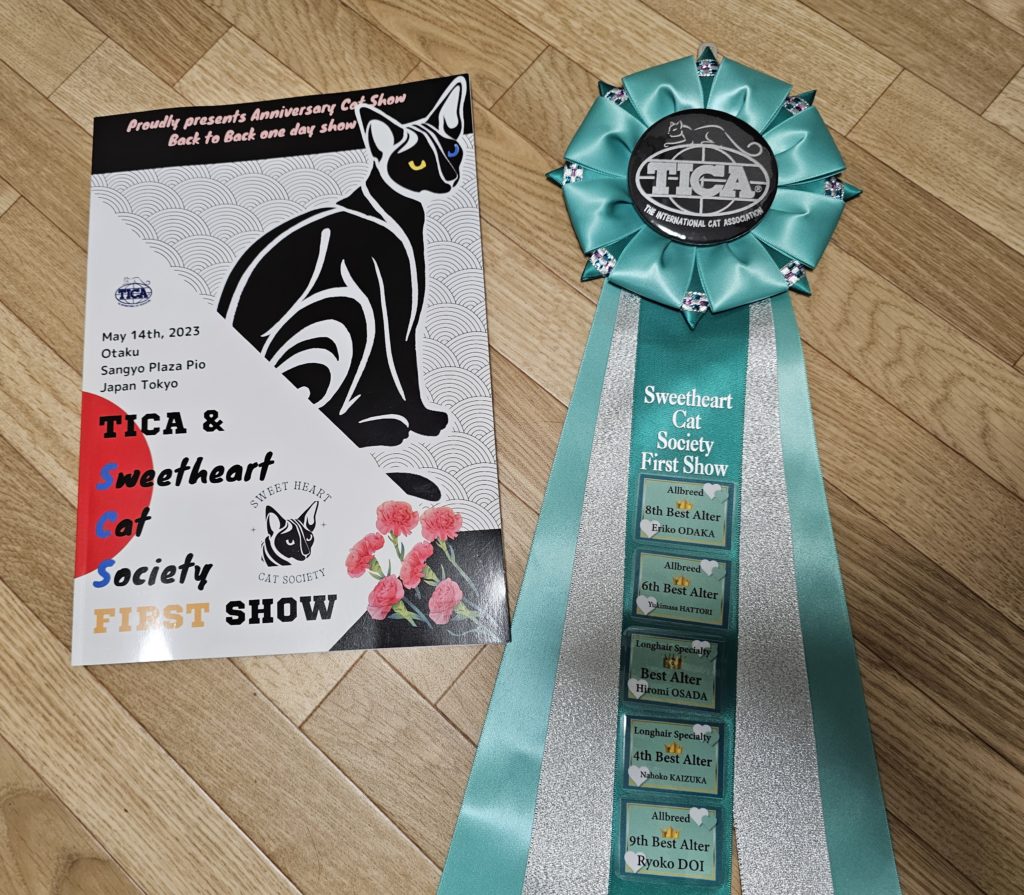 Proudly presents Anniversary Cat Show
Back to Back one day show
TICA
May 14th, 2023
Otaku
Sangyo Plaza Pio
Japan Tokyo
TICA &
Sweetheart
Cat
Society
FIRST SHOW
SWEET HEART
CAT SOCIETY
TICA®
THE INTERNATIONAL CAT ASSOCIATION
Sweetheart
Cat
Society
First Show
Allbreed
8th Best Alter
Eriko ODAKA
Allbreed
6th Best Alter
Yukimasa HATTORI
Longhair Specialty
Best Alter
Hiromi OSADA
Longhair Specialty
4th Best Alter
Nahoko KAIZUKA
Allbreed
9th Best Alter
Ryoko DOI